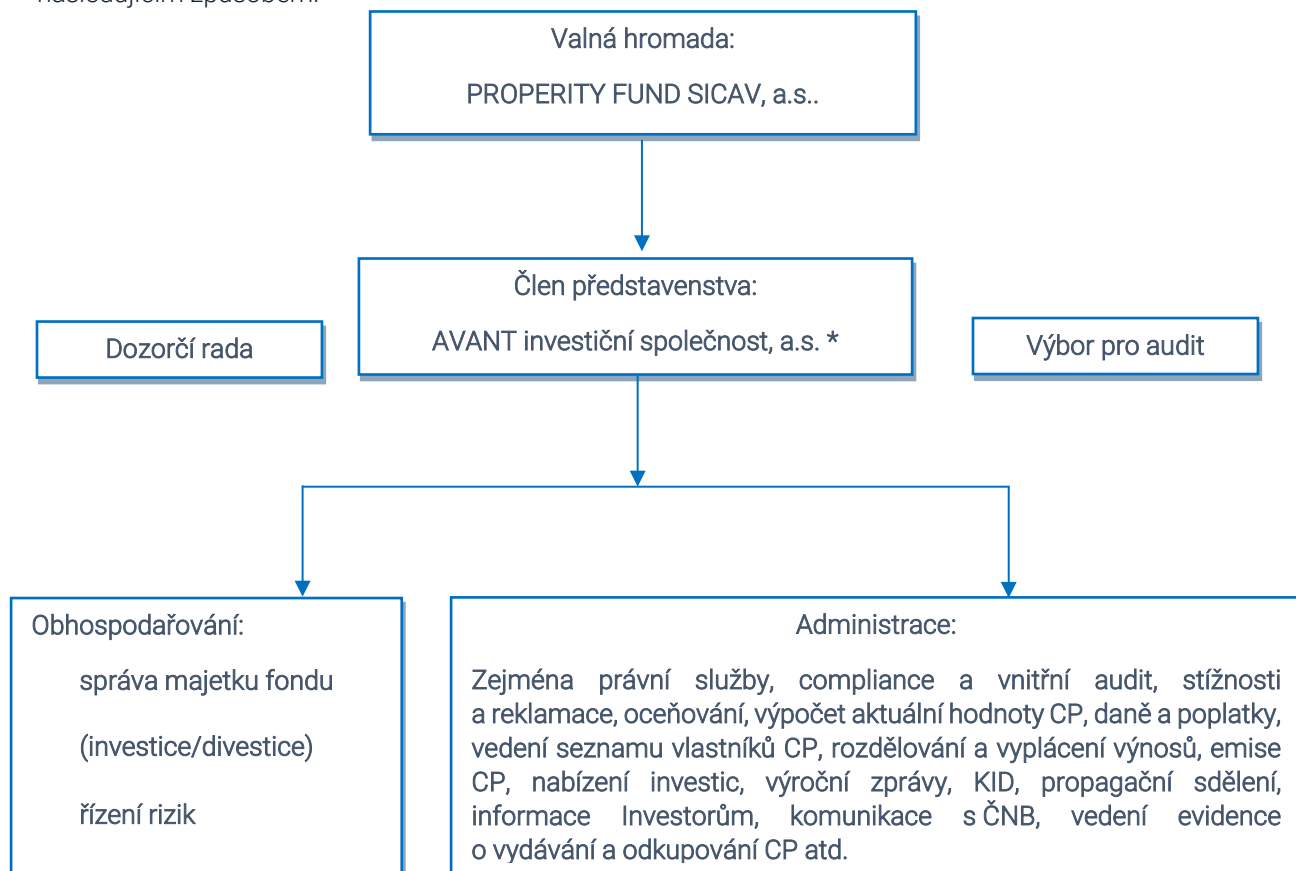 následujícím způsobem:
Valná hromada:
PROPERITY FUND SICAV, a.s..
Člen představenstva:
AVANT investiční společnost, a.s. *
Dozorčí rada
Výbor pro audit
Obhospodařování:
správa majetku fondu
(investice/divestice)
řízení rizik
Administrace:
Zejména právní služby, compliance a vnitřní audit, stížnosti
a reklamace, oceňování, výpočet aktuální hodnoty CP, daně a poplatky,
vedení seznamu vlastníků CP, rozdělování a vyplácení výnosů, emise
CP, nabízení investic, výroční zprávy, KID, propagační sdělení,
informace Investorům, komunikace s ČNB, vedení evidence
o vydávání a odkupování CP atd.